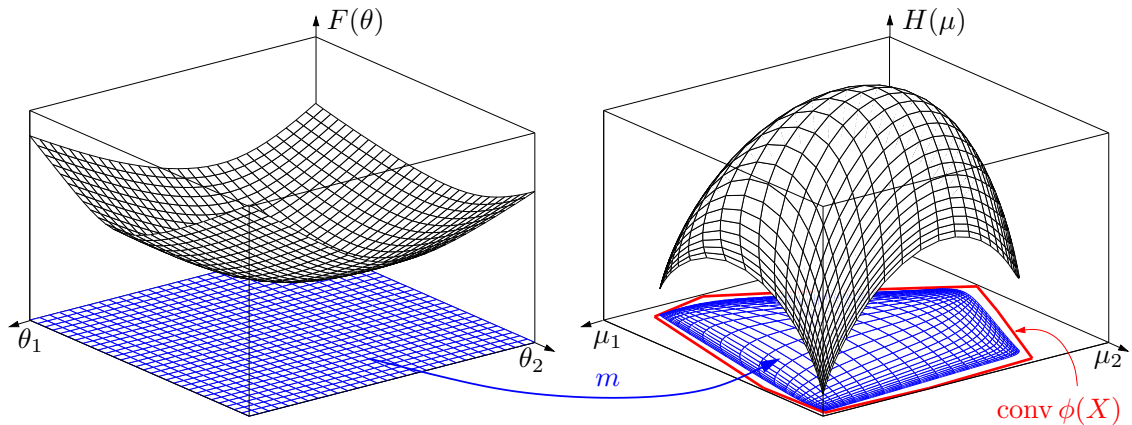 F(θ)
H(μ)
θ₁
θ₂
μ₁
μ₂
m
conv ϕ(X)